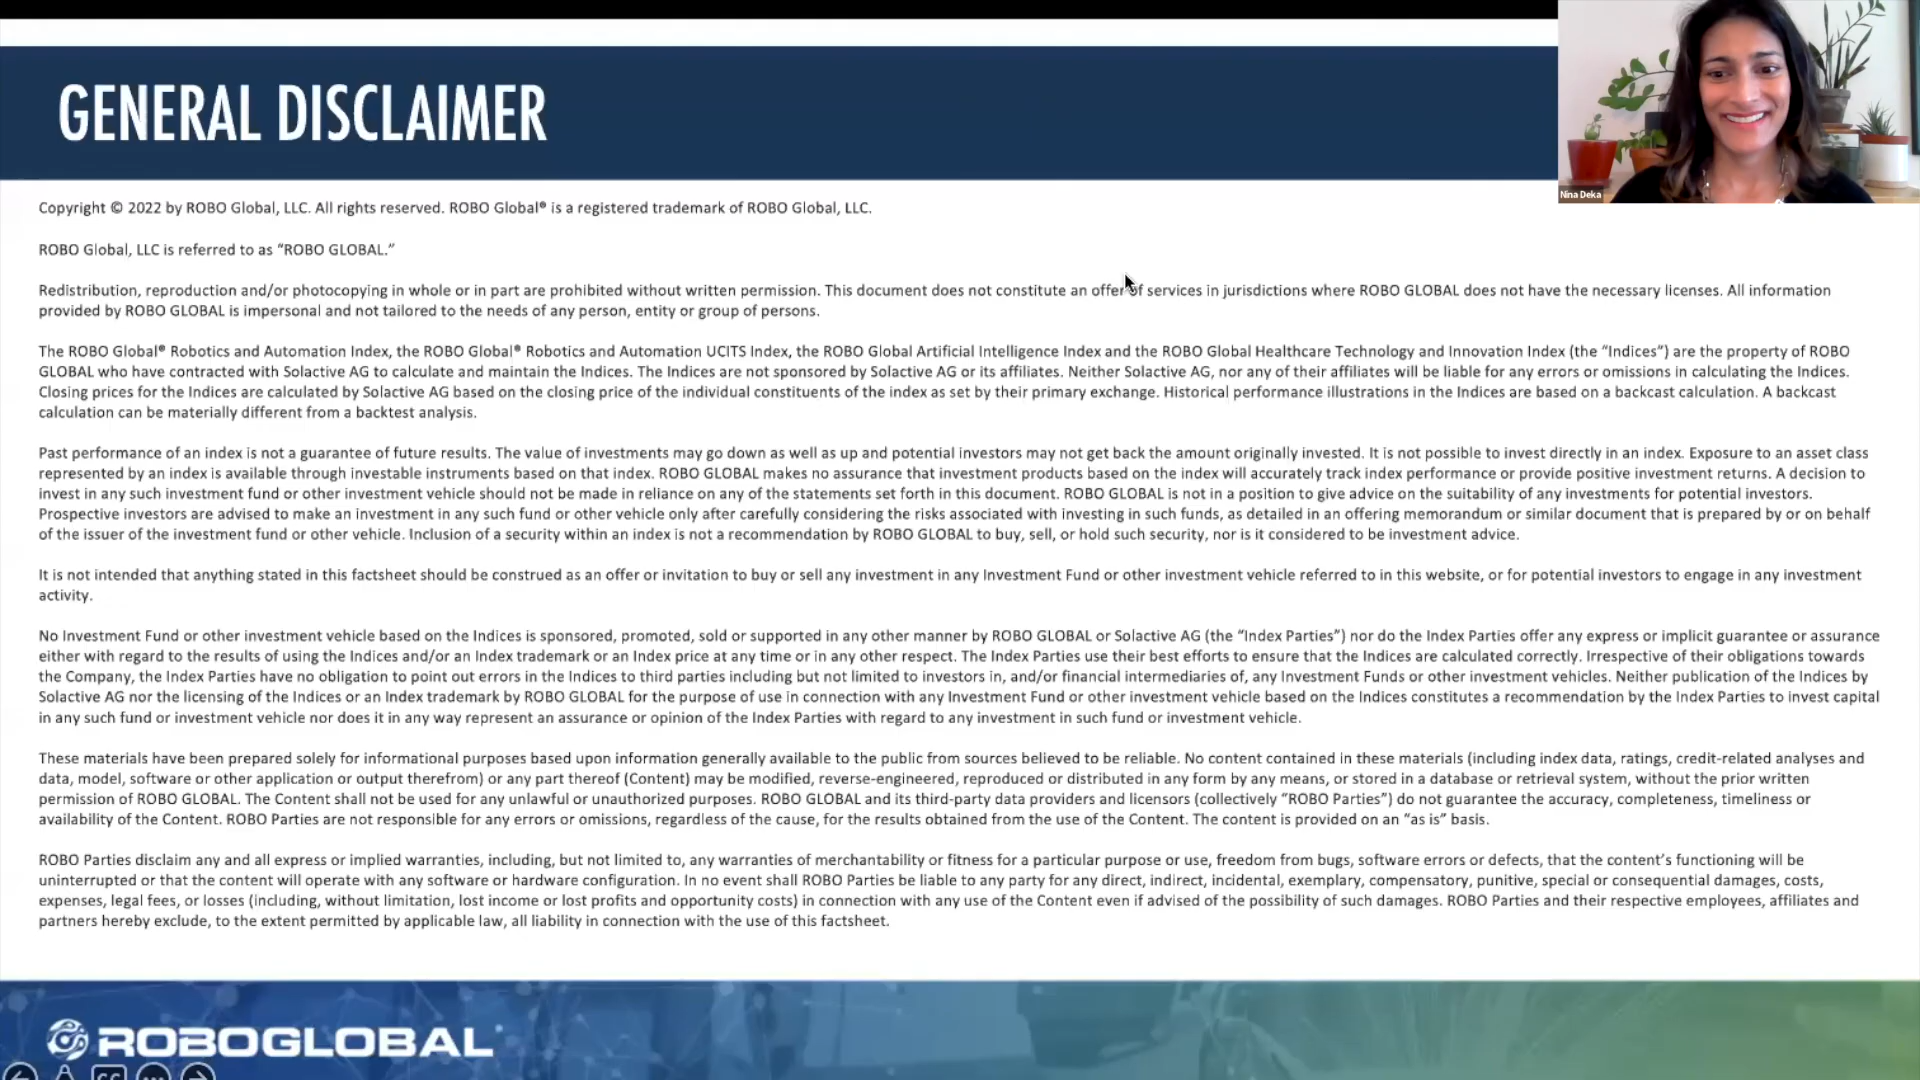 GENERAL DISCLAIMER
Nina Deka
Copyright © 2022 by ROBO Global, LLC. All rights reserved. ROBO Global® is a registered trademark of ROBO Global, LLC.
ROBO Global, LLC is referred to as “ROBO GLOBAL.”
Redistribution, reproduction and/or photocopying in whole or in part are prohibited without written permission. This document does not constitute an offer of services in jurisdictions where ROBO GLOBAL does not have the necessary licenses. All information
provided by ROBO GLOBAL is impersonal and not tailored to the needs of any person, entity or group of persons.
The ROBO Global® Robotics and Automation Index, the ROBO Global® Robotics and Automation UCITS Index, the ROBO Global Artificial Intelligence Index and the ROBO Global Healthcare Technology and Innovation Index (the “Indices”) are the property of ROBO
GLOBAL who have contracted with Solactive AG to calculate and maintain the Indices. The Indices are not sponsored by Solactive AG or its affiliates. Neither Solactive AG, nor any of their affiliates will be liable for any errors or omissions in calculating the Indices.
Closing prices for the Indices are calculated by Solactive AG based on the closing price of the individual constituents of the index as set by their primary exchange. Historical performance illustrations in the Indices are based on a backcast calculation. A backcast
calculation can be materially different from a backtest analysis.
Past performance of an index is not a guarantee of future results. The value of investments may go down as well as up and potential investors may not get back the amount originally invested. It is not possible to invest directly in an index. Exposure to an asset class
represented by an index is available through investable instruments based on that index. ROBO GLOBAL makes no assurance that investment products based on the index will accurately track index performance or provide positive investment returns. A decision to
invest in any such investment fund or other investment vehicle should not be made in reliance on any of the statements set forth in this document. ROBO GLOBAL is not in a position to give advice on the suitability of any investments for potential investors.
Prospective investors are advised to make an investment in any such fund or other vehicle only after carefully considering the risks associated with investing in such funds, as detailed in an offering memorandum or similar document that is prepared by or on behalf
of the issuer of the investment fund or other vehicle. Inclusion of a security within an index is not a recommendation by ROBO GLOBAL to buy, sell, or hold such security, nor is it considered to be investment advice.
It is not intended that anything stated in this factsheet should be construed as an offer or invitation to buy or sell any investment in any Investment Fund or other investment vehicle referred to in this website, or for potential investors to engage in any investment
activity.
No Investment Fund or other investment vehicle based on the Indices is sponsored, promoted, sold or supported in any other manner by ROBO GLOBAL or Solactive AG (the “Index Parties”) nor do the Index Parties offer any express or implicit guarantee or assurance
either with regard to the results of using the Indices and/or an Index trademark or an Index price at any time or in any other respect. The Index Parties use their best efforts to ensure that the Indices are calculated correctly. Irrespective of their obligations towards
the Company, the Index Parties have no obligation to point out errors in the Indices to third parties including but not limited to investors in, and/or financial intermediaries of, any Investment Funds or other investment vehicles. Neither publication of the Indices by
Solactive AG nor the licensing of the Indices or an Index trademark by ROBO GLOBAL for the purpose of use in connection with any Investment Fund or other investment vehicle based on the Indices constitutes a recommendation by the Index Parties to invest capital
in any such fund or investment vehicle nor does it in any way represent an assurance or opinion of the Index Parties with regard to any investment in such fund or investment vehicle.
These materials have been prepared solely for informational purposes based upon information generally available to the public from sources believed to be reliable. No content contained in these materials (including index data, ratings, credit-related analyses and
data, model, software or other application or output therefrom) or any part thereof (Content) may be modified, reverse-engineered, reproduced or distributed in any form by any means, or stored in a database or retrieval system, without the prior written
permission of ROBO GLOBAL. The Content shall not be used for any unlawful or unauthorized purposes. ROBO GLOBAL and its third-party data providers and licensors (collectively “ROBO Parties”) do not guarantee the accuracy, completeness, timeliness or
availability of the Content. ROBO Parties are not responsible for any errors or omissions, regardless of the cause, for the results obtained from the use of the Content. The content is provided on an “as is” basis.
ROBO Parties disclaim any and all express or implied warranties, including, but not limited to, any warranties of merchantability or fitness for a particular purpose or use, freedom from bugs, software errors or defects, that the content’s functioning will be
uninterrupted or that the content will operate with any software or hardware configuration. In no event shall ROBO Parties be liable to any party for any direct, indirect, incidental, exemplary, compensatory, punitive, special or consequential damages, costs,
expenses, legal fees, or losses (including, without limitation, lost income or lost profits and opportunity costs) in connection with any use of the Content even if advised of the possibility of such damages. ROBO Parties and their respective employees, affiliates and
partners hereby exclude, to the extent permitted by applicable law, all liability in connection with the use of this factsheet.
ROBOGLOBAL
CC